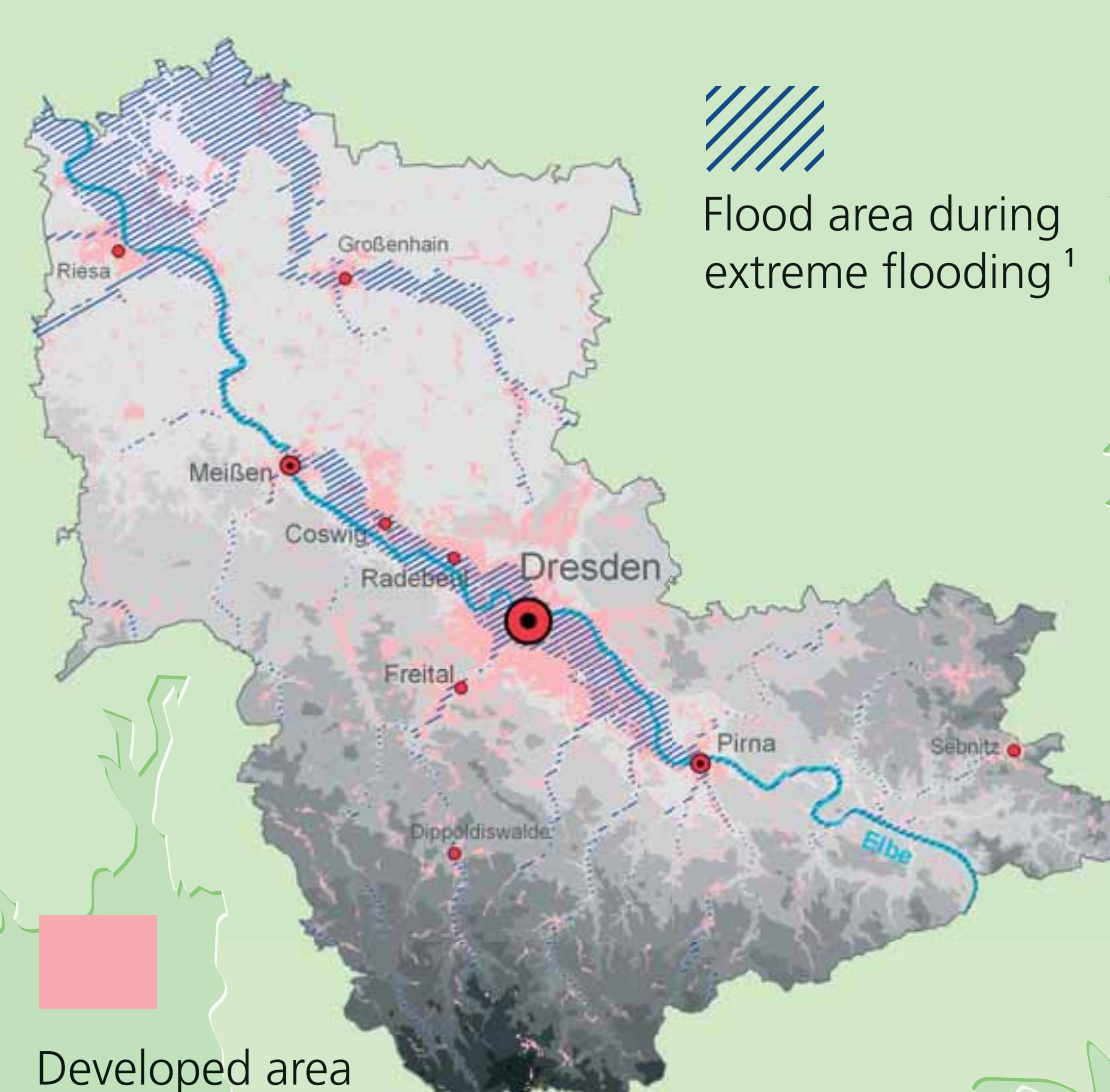 Flood area during
extreme flooding ¹
Großenhain
Riesa
Meißen
Coswig
Dresden
Radebeul
Freital
Pirna
Sebnitz
Dippoldiswalde
Elbe
Developed area